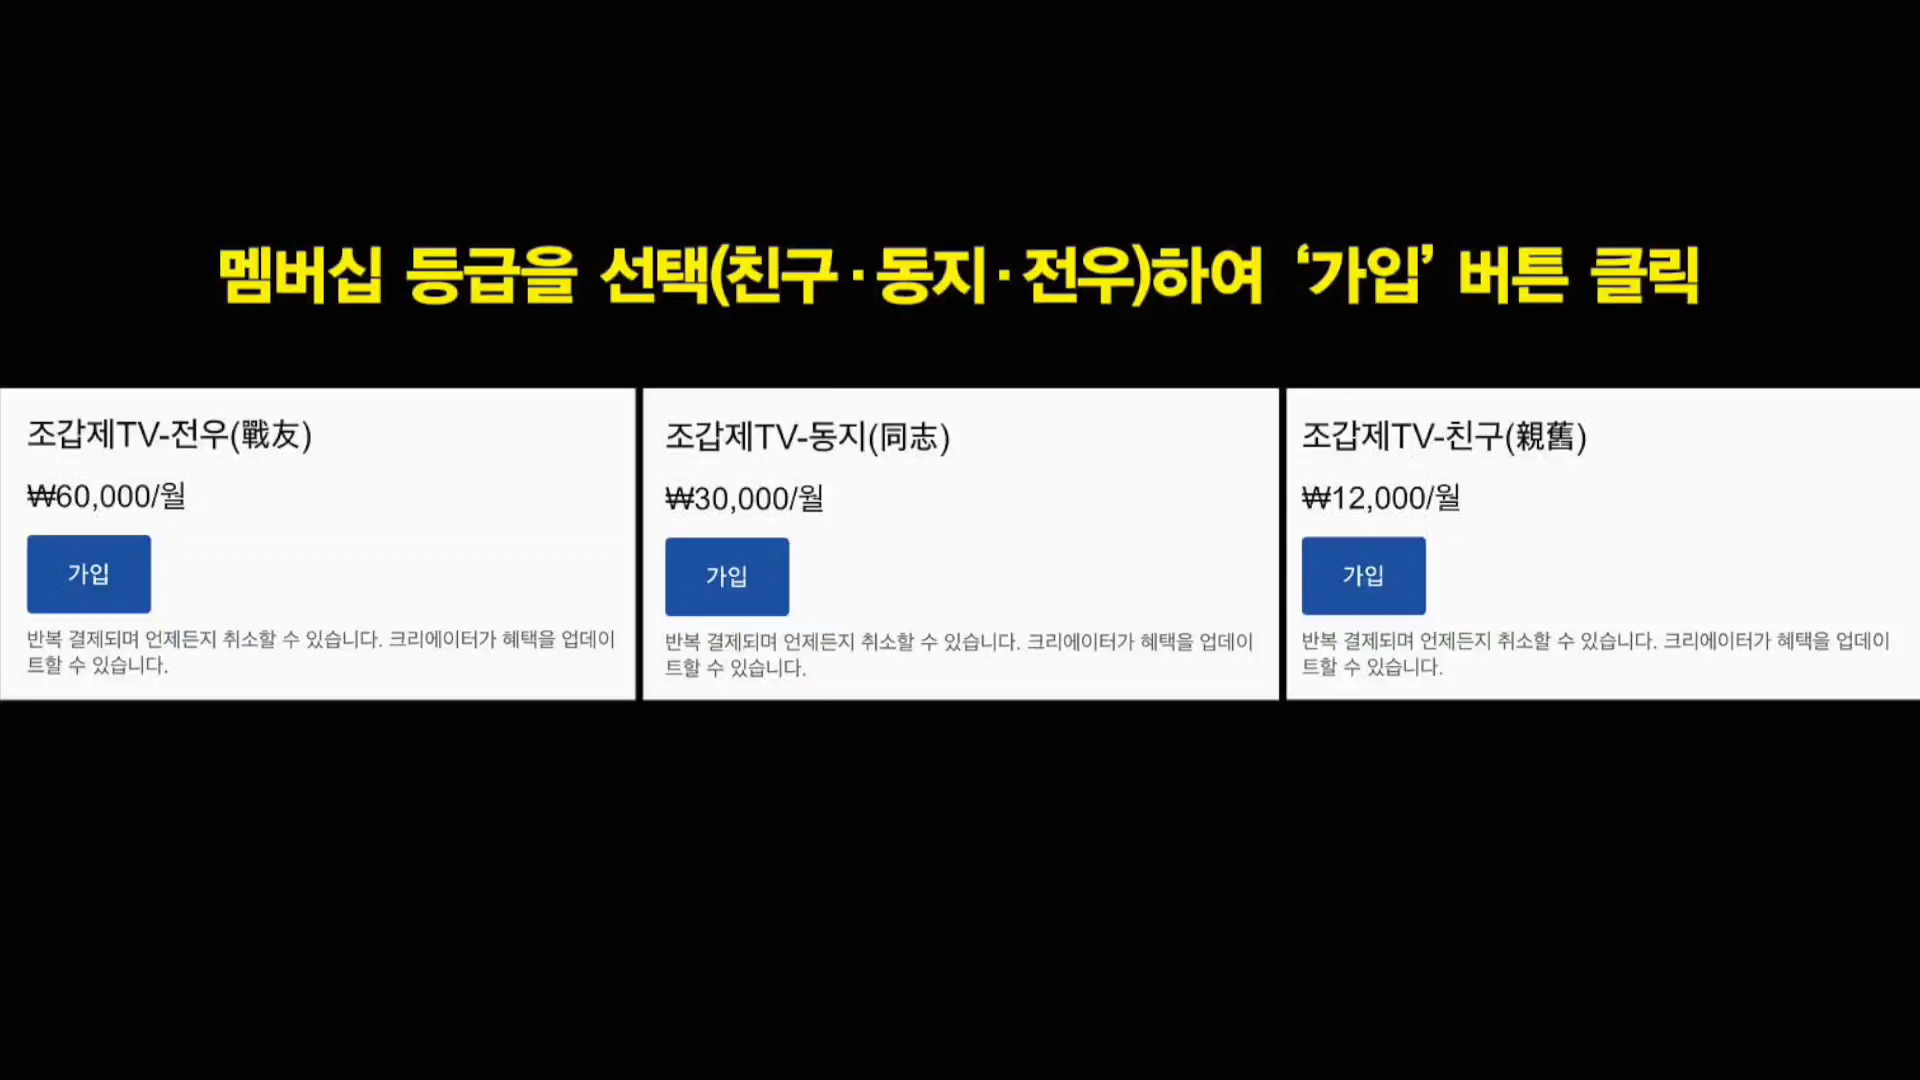 멤버십 등급을 선택(친구·동지·전우)하여 ‘가입’ 버튼 클릭
조갑제TV-전우(戰友)
₩60,000/월
가입
반복 결제되며 언제든지 취소할 수 있습니다. 크리에이터가 혜택을 업데이
트할 수 있습니다.
조갑제TV-동지(同志)
₩30,000/월
가입
반복 결제되며 언제든지 취소할 수 있습니다. 크리에이터가 혜택을 업데이
트할 수 있습니다.
조갑제TV-친구(親舊)
₩12,000/월
가입
반복 결제되며 언제든지 취소할 수 있습니다. 크리에이터가 혜택을 업데이
트할 수 있습니다.